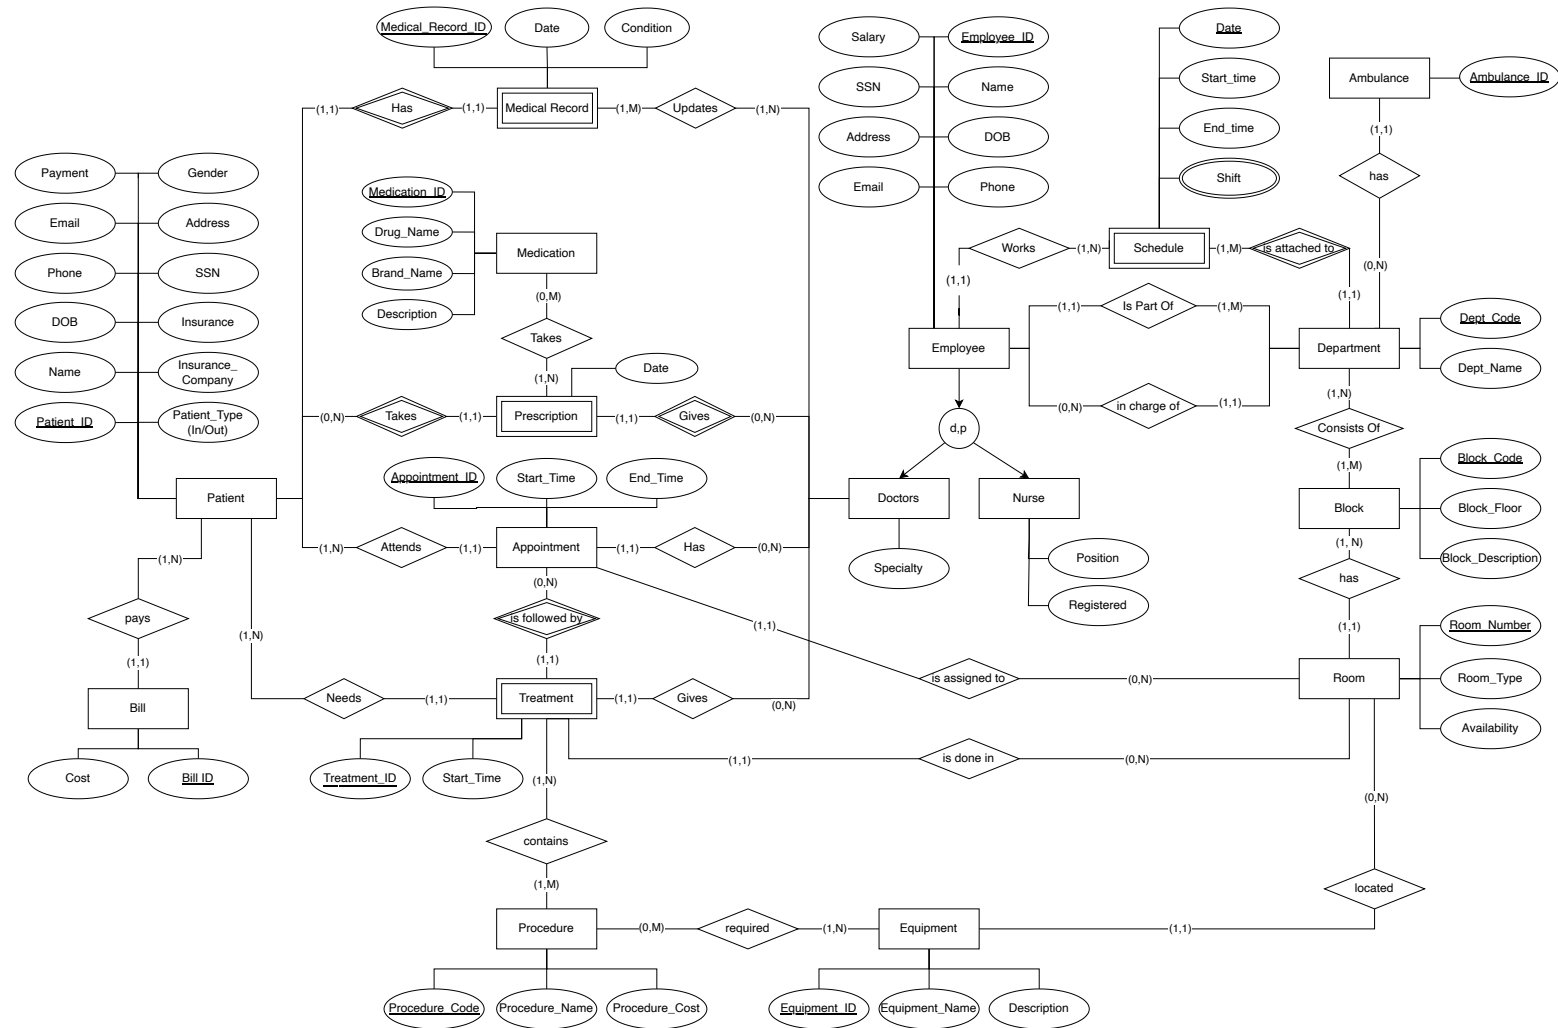 Medical_Record_ID
Date
Condition
Salary
Employee_ID
Date
(1,1)
Has
(1,1)
Medical Record
(1,M)
Updates
(1,N)
SSN
Name
Start_time
Ambulance
Ambulance_ID
Address
DOB
End_time
(1,1)
Payment
Gender
Email
Phone
Shift
has
Medication_ID
Email
Address
Drug_Name
Medication
Works
(1,N)
Schedule
(1,M)
is attached to
Phone
SSN
Brand_Name
(0,N)
(1,1)
(0,M)
(1,1)
DOB
Insurance
Description
Is Part Of
(1,1)
(1,M)
Dept_Code
Takes
Employee
Department
Name
Insurance_
Company
Date
Dept_Name
(1,N)
(1,N)
Patient_ID
Patient_Type
(In/Out)
(0,N)
Takes
(1,1)
Prescription
(1,1)
Gives
(0,N)
(0,N)
in charge of
(1,1)
d,p
Consists Of
Appointment_ID
Start_Time
End_Time
(1,M)
Block_Code
Patient
Doctors
Nurse
Block
Block_Floor
(1,N)
Attends
(1,1)
Appointment
(1,1)
Has
(0,N)
(1, N)
(1,N)
Position
Block_Description
Specialty
(0,N)
has
Registered
pays
is followed by
(1,1)
(1,1)
Room_Number
(1,N)
(1,1)
(1,1)
is assigned to
(0,N)
Room
Room_Type
Needs
(1,1)
Treatment
(1,1)
Gives
(0,N)
Bill
Availability
(1,1)
is done in
(0,N)
Cost
Bill ID
Treatment_ID
Start_Time
(1,N)
(0,N)
contains
(1,M)
located
Procedure
(0,M)
required
(1,N)
Equipment
(1,1)
Procedure_Code
Procedure_Name
Procedure_Cost
Equipment_ID
Equipment_Name
Description